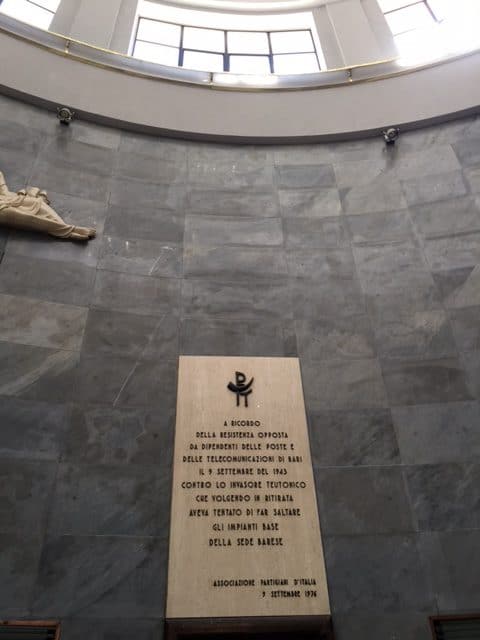 A RICORDO
DELLA RESISTENZA OPPOSTA
DA DIPENDENTI DELLE POSTE E
DELLE TELECOMUNICAZIONI DI BARI
IL 9 SETTEMBRE DEL 1943
CONTRO LO INVASORE TEUTONICO
CHE VOLGENDO IN RITIRATA
AVEVA TENTATO DI FAR SALTARE
GLI IMPIANTI BASE
DELLA SEDE BARESE
ASSOCIAZIONE PARTIGIANI D'ITALIA
9 SETTEMBRE 1976